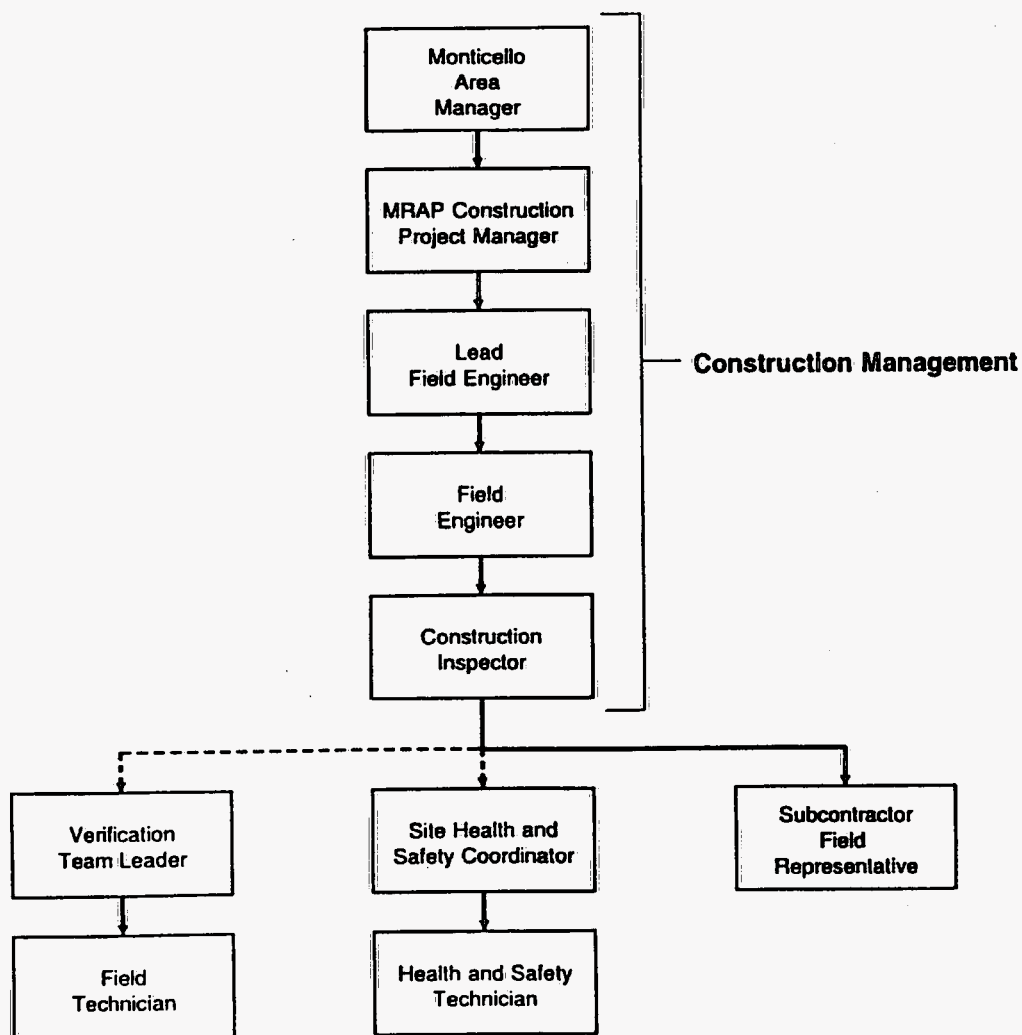 Monticello
Area
Manager
MRAP Construction
Project Manager
Lead
Field Engineer
Construction Management
Field
Engineer
Construction
Inspector
Verification
Team Leader
Site Health and
Safety Coordinator
Subcontractor
Field
Representative
Field
Technician
Health and Safety
Technician